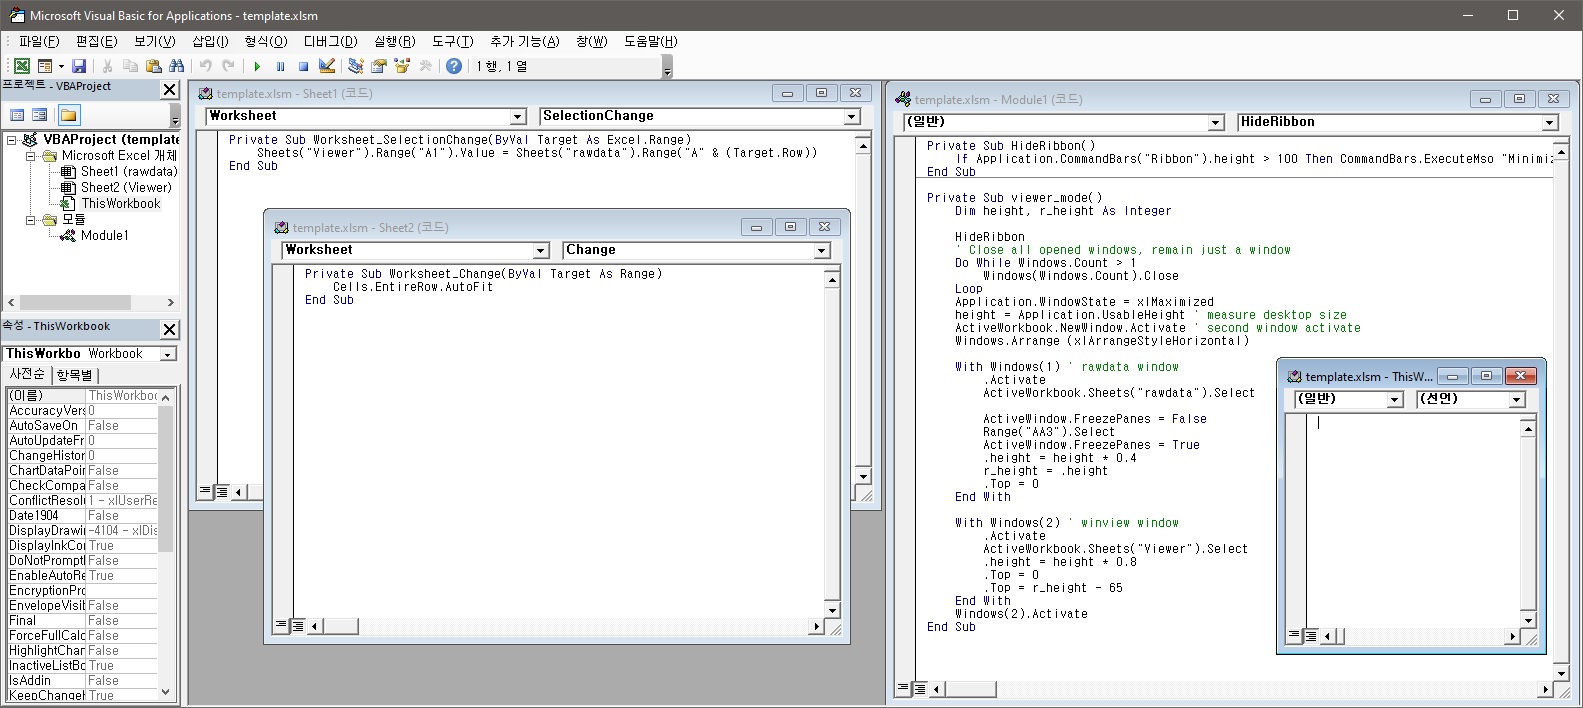 Microsoft Visual Basic for Applications - template.xlsm
파일(F) 편집(E) 보기(V) 삽입(I) 형식(O) 디버그(D) 실행(R) 도구(T) 추가 기능(A) 창(W) 도움말(H)
1 행, 1 열
프로젝트 - VBAProject
VBAProject (template
Microsoft Excel 개체
Sheet1 (rawdata)
Sheet2 (Viewer)
ThisWorkbook
모듈
Module1
속성 - ThisWorkbook
ThisWorkbo Workbook
사전순 항목별
(이름) ThisWorkboo
AccuracyVers 0
AutoSaveOn False
AutoUpdateFr 0
ChangeHistor 0
ChartDataPoir False
CheckCompa False
ConflictResolu 1 - xlUserRe
Date1904 False
DisplayDrawin -4104 - xlDis
DisplayInkCor True
DoNotPromptF False
EnableAutoRe True
EncryptionPro
EnvelopeVisib False
Final False
ForceFullCalc False
HighlightChan False
InactiveListBo True
IsAddin False
KeepChangeH True
template.xlsm - Sheet1 (코드)
Worksheet SelectionChange
Private Sub Worksheet_SelectionChange(ByVal Target As Excel.Range)
Sheets("Viewer").Range("A1").Value = Sheets("rawdata").Range("A" & (Target.Row))
End Sub
template.xlsm - Sheet2 (코드)
Worksheet Change
Private Sub Worksheet_Change(ByVal Target As Range)
Cells.EntireRow.AutoFit
End Sub
template.xlsm - Module1 (코드)
(일반) HideRibbon
Private Sub HideRibbon()
If Application.CommandBars("Ribbon").height > 100 Then CommandBars.ExecuteMso "Minimiz
End Sub
Private Sub viewer_mode()
Dim height, r_height As Integer
HideRibbon
' Close all opened windows, remain just a window
Do While Windows.Count > 1
Windows(Windows.Count).Close
Loop
Application.WindowState = xlMaximized
height = Application.UsableHeight ' measure desktop size
ActiveWorkbook.NewWindow.Activate ' second window activate
Windows.Arrange (xlArrangeStyleHorizontal)
With Windows(1) ' rawdata window
.Activate
ActiveWorkbook.Sheets("rawdata").Select
ActiveWindow.FreezePanes = False
Range("AA3").Select
ActiveWindow.FreezePanes = True
.height = height * 0.4
r_height = .height
.Top = 0
End With
With Windows(2) ' winview window
.Activate
ActiveWorkbook.Sheets("Viewer").Select
.height = height * 0.8
.Top = 0
.Top = r_height - 65
End With
Windows(2).Activate
End Sub
template.xlsm - ThisW...
(일반) (선언)